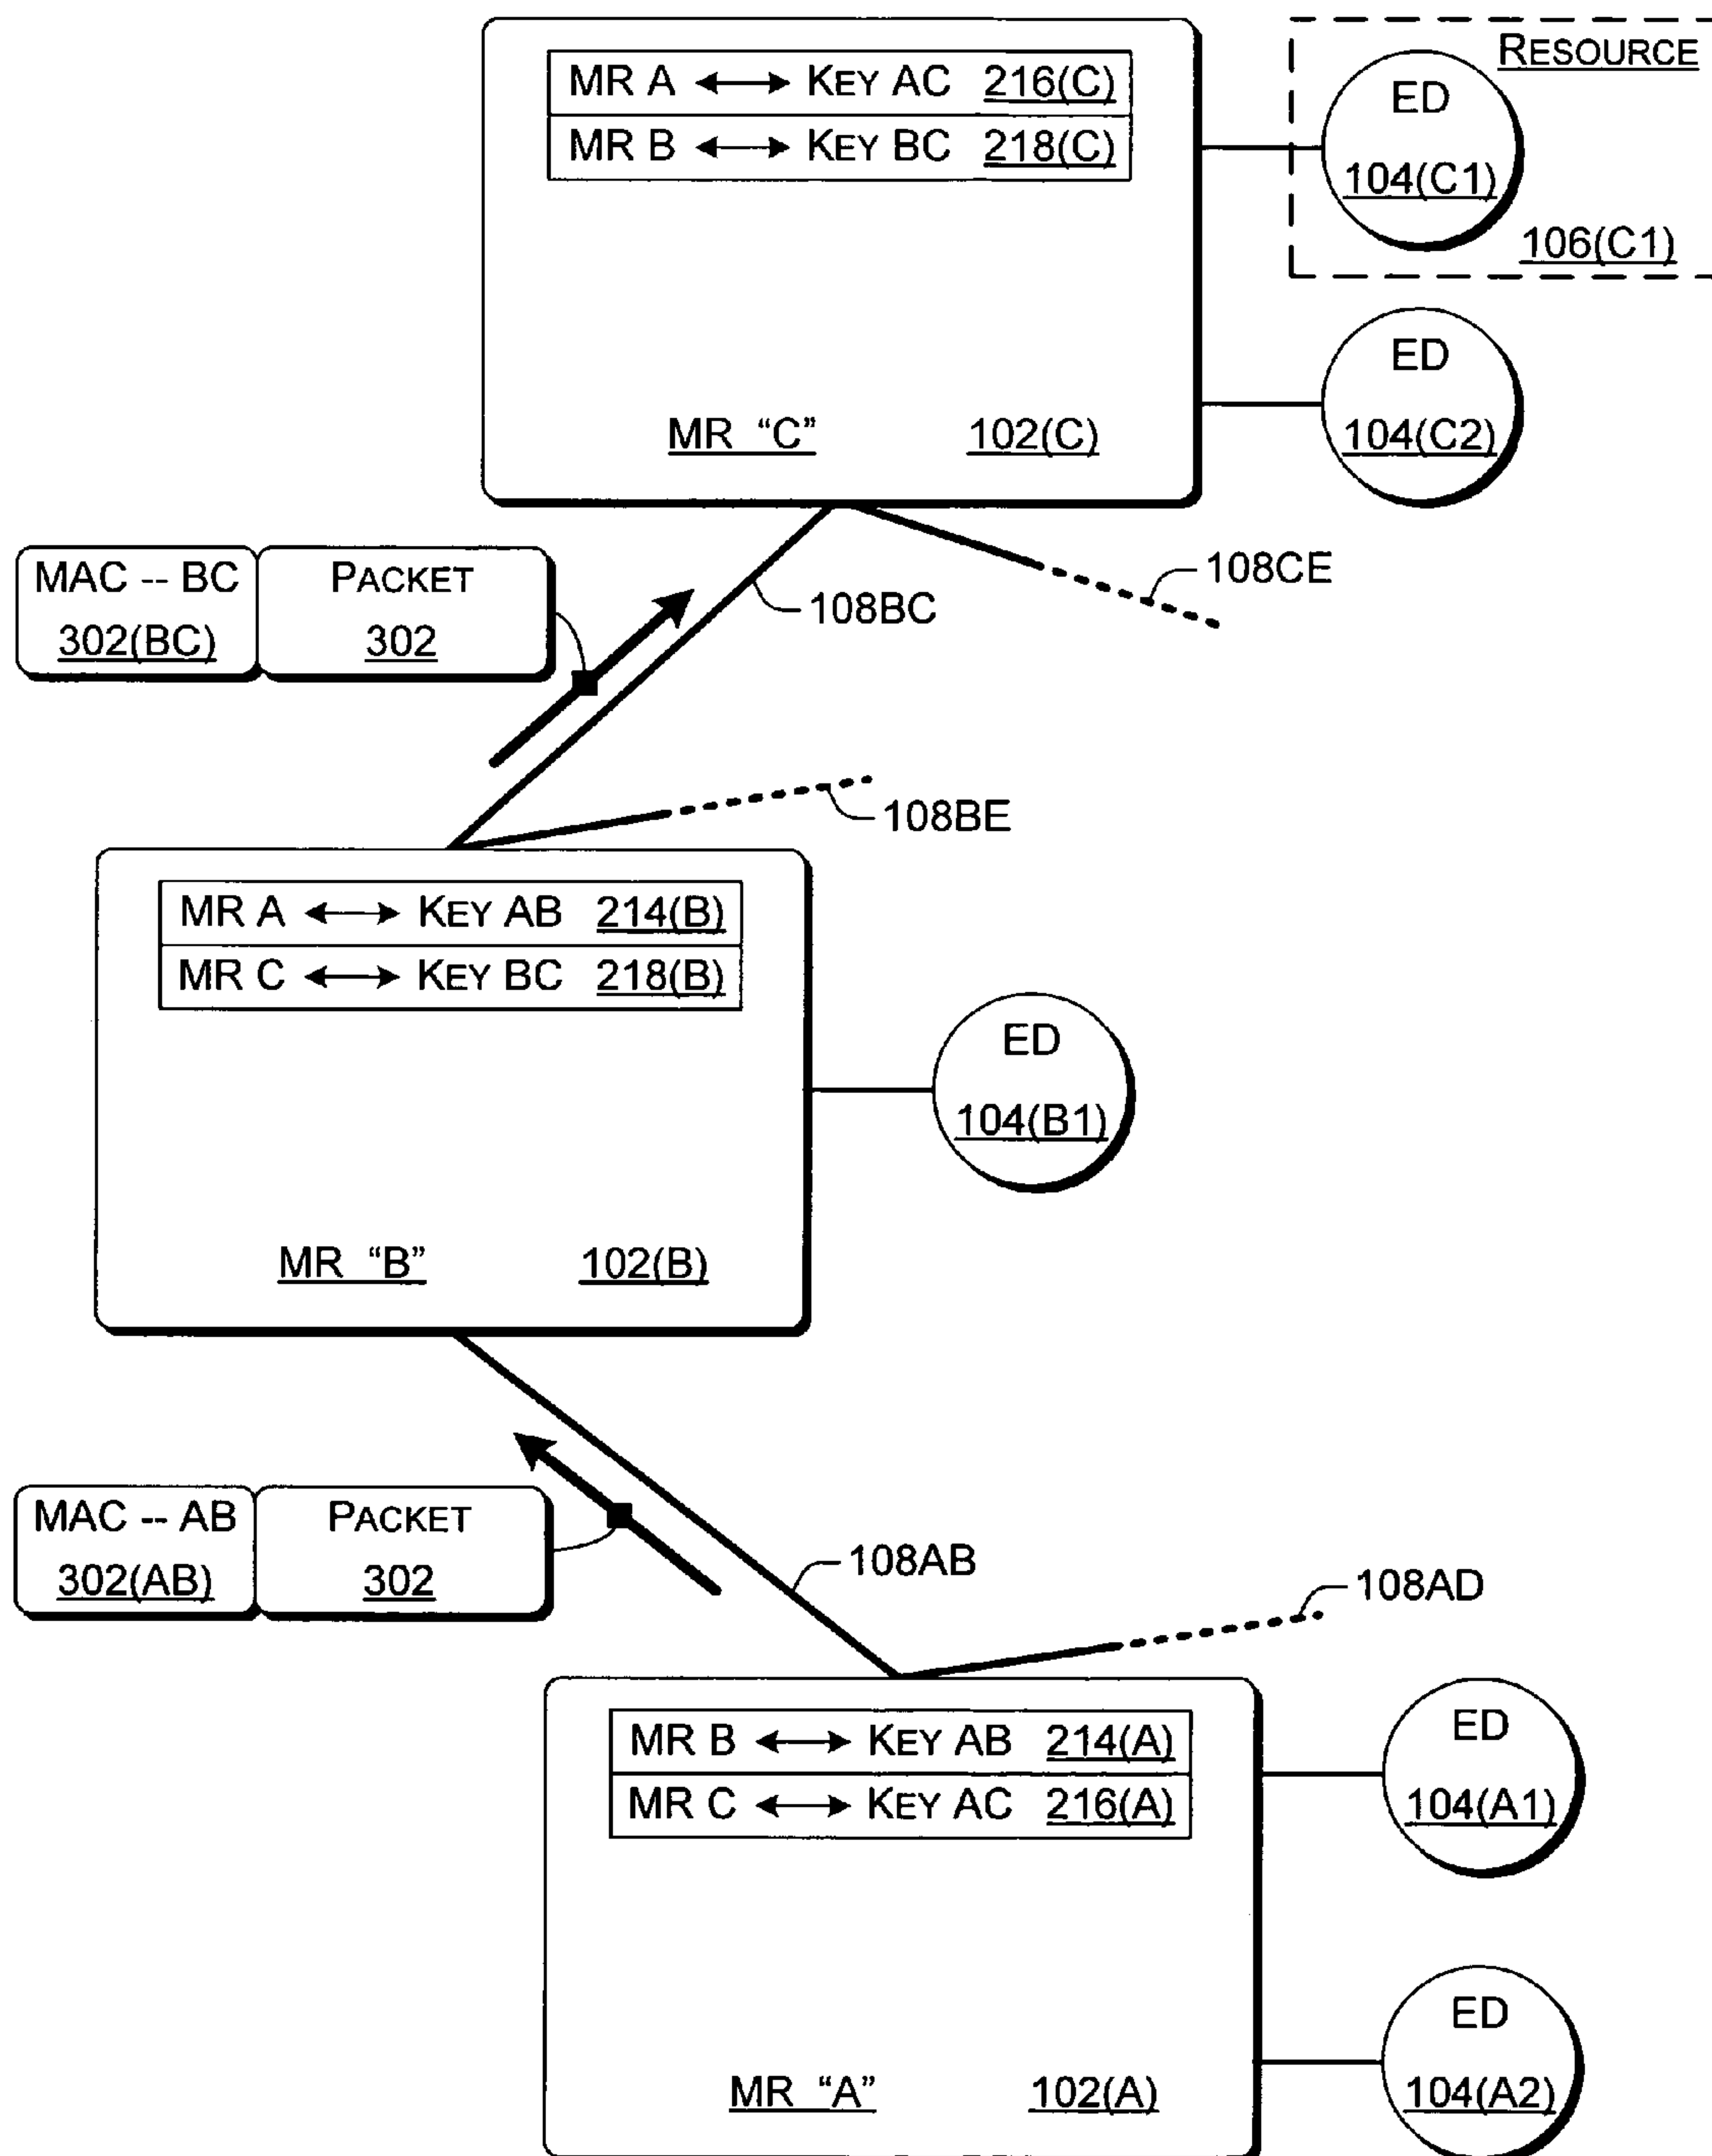 RESOURCE
MR A ↔ KEY AC 216(C)
MR B ↔ KEY BC 218(C)
ED
104(C1)
106(C1)
ED
104(C2)
MR “C” 102(C)
MAC -- BC
302(BC)
PACKET
302
108BC
108CE
108BE
MR A ↔ KEY AB 214(B)
MR C ↔ KEY BC 218(B)
ED
104(B1)
MR “B” 102(B)
MAC -- AB
302(AB)
PACKET
302
108AB
108AD
MR B ↔ KEY AB 214(A)
MR C ↔ KEY AC 216(A)
ED
104(A1)
ED
104(A2)
MR “A” 102(A)